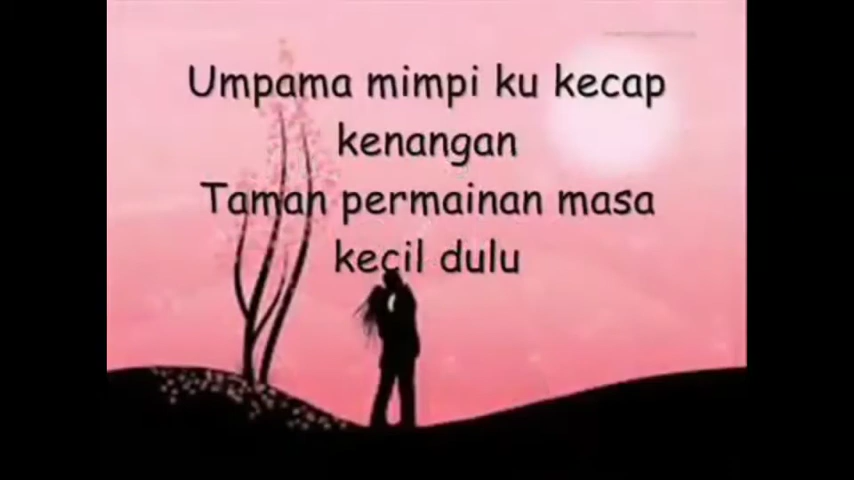 Umpama mimpi ku kecap
kenangan
Taman permainan masa
kecil dulu